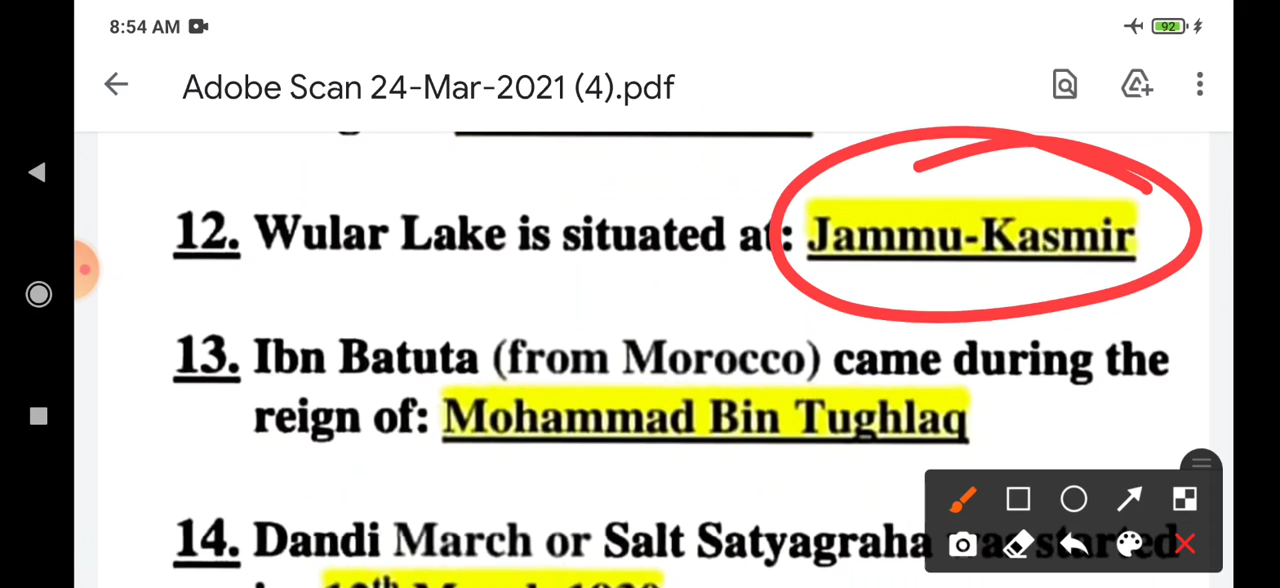 8:54 AM
92
Adobe Scan 24-Mar-2021 (4).pdf
12. Wular Lake is situated at: Jammu-Kasmir
13. Ibn Batuta (from Morocco) came during the
reign of: Mohammad Bin Tughlaq
14. Dandi March or Salt Satyagraha was started